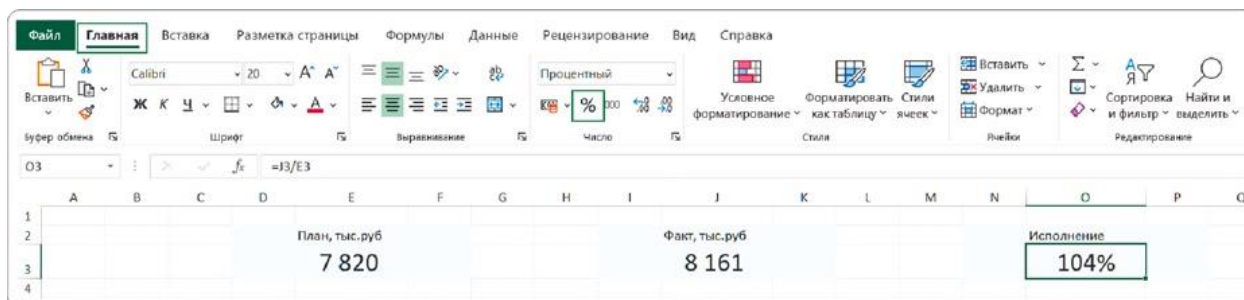 Файл Главная Вставка Разметка страницы Формулы Данные Рецензирование Вид Справка
Вставить
Calibri 20 A A
Ж К Ч
ab
Процентный
% 000
Условное форматирование
Форматировать как таблицу
Стили ячеек
Вставить
Удалить
Формат
Сортировка и фильтр
Найти и выделить
Буфер обмена Шрифт Выравнивание Число Стили Ячейки Редактирование
O3 fx =J3/E3
A B C D E F G H I J K L M N O P Q
1
2 План, тыс.руб Факт, тыс.руб Исполнение
3 7 820 8 161 104%
4